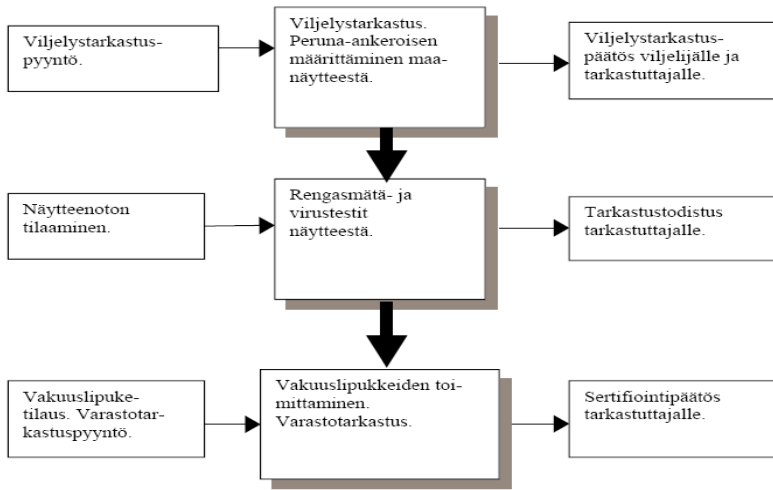 Viljelystarkastus-
pyyntö.
Viljelystarkastus.
Peruna-ankeroisen
määrittäminen maa-
näytteestä.
Viljelystarkastus-
päätös viljelijälle ja
tarkastuttajalle.
Näytteenoton
tilaaminen.
Rengasmätä- ja
virustestit
näytteestä.
Tarkastustodistus
tarkastuttajalle.
Vakuuslipuke-
tilaus. Varastotar-
kastuspyyntö.
Vakuuslipukkeiden toi-
mittaminen.
Varastotarkastus.
Sertifiointipäätös
tarkastuttajalle.